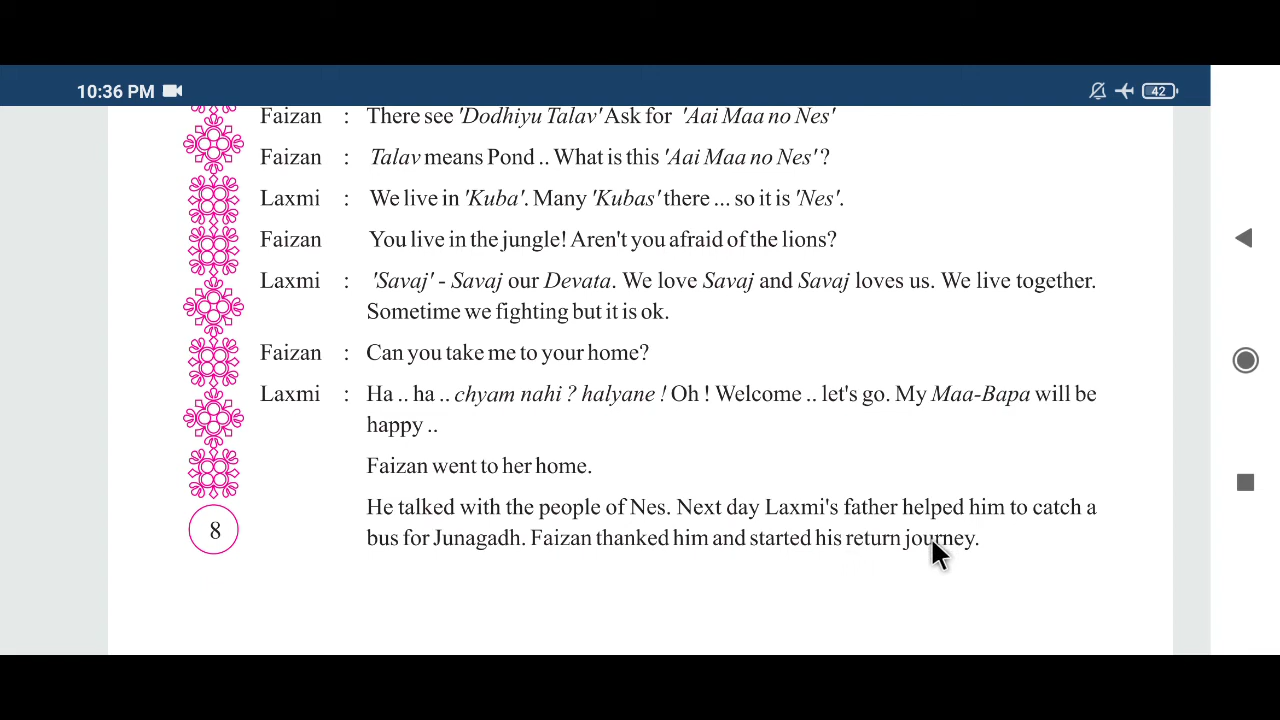 10:36 PM
42
Faizan : There see 'Dodhiyu Talav' Ask for 'Aai Maa no Nes'
Faizan : Talav means Pond .. What is this 'Aai Maa no Nes' ?
Laxmi : We live in 'Kuba'. Many 'Kubas' there ... so it is 'Nes'.
Faizan You live in the jungle! Aren't you afraid of the lions?
Laxmi : 'Savaj' - Savaj our Devata. We love Savaj and Savaj loves us. We live together.
Sometime we fighting but it is ok.
Faizan : Can you take me to your home?
Laxmi : Ha .. ha .. chyam nahi ? halyane ! Oh ! Welcome .. let's go. My Maa-Bapa will be
happy ..
Faizan went to her home.
He talked with the people of Nes. Next day Laxmi's father helped him to catch a
bus for Junagadh. Faizan thanked him and started his return journey.
8